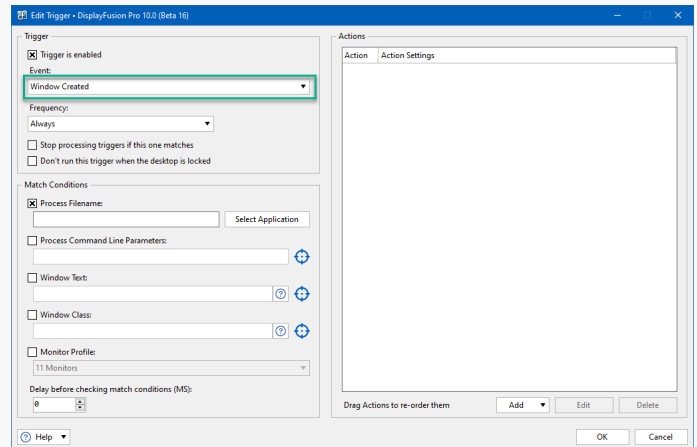 Edit Trigger • DisplayFusion Pro 10.0 (Beta 16)
Trigger
Trigger is enabled
Event:
Window Created
Frequency:
Always
Stop processing triggers if this one matches
Don't run this trigger when the desktop is locked
Match Conditions
Process Filename:
Select Application
Process Command Line Parameters:
Window Text:
Window Class:
Monitor Profile:
11 Monitors
Delay before checking match conditions (MS):
0
Help
Actions
Action Action Settings
Drag Actions to re-order them Add Edit Delete
OK Cancel